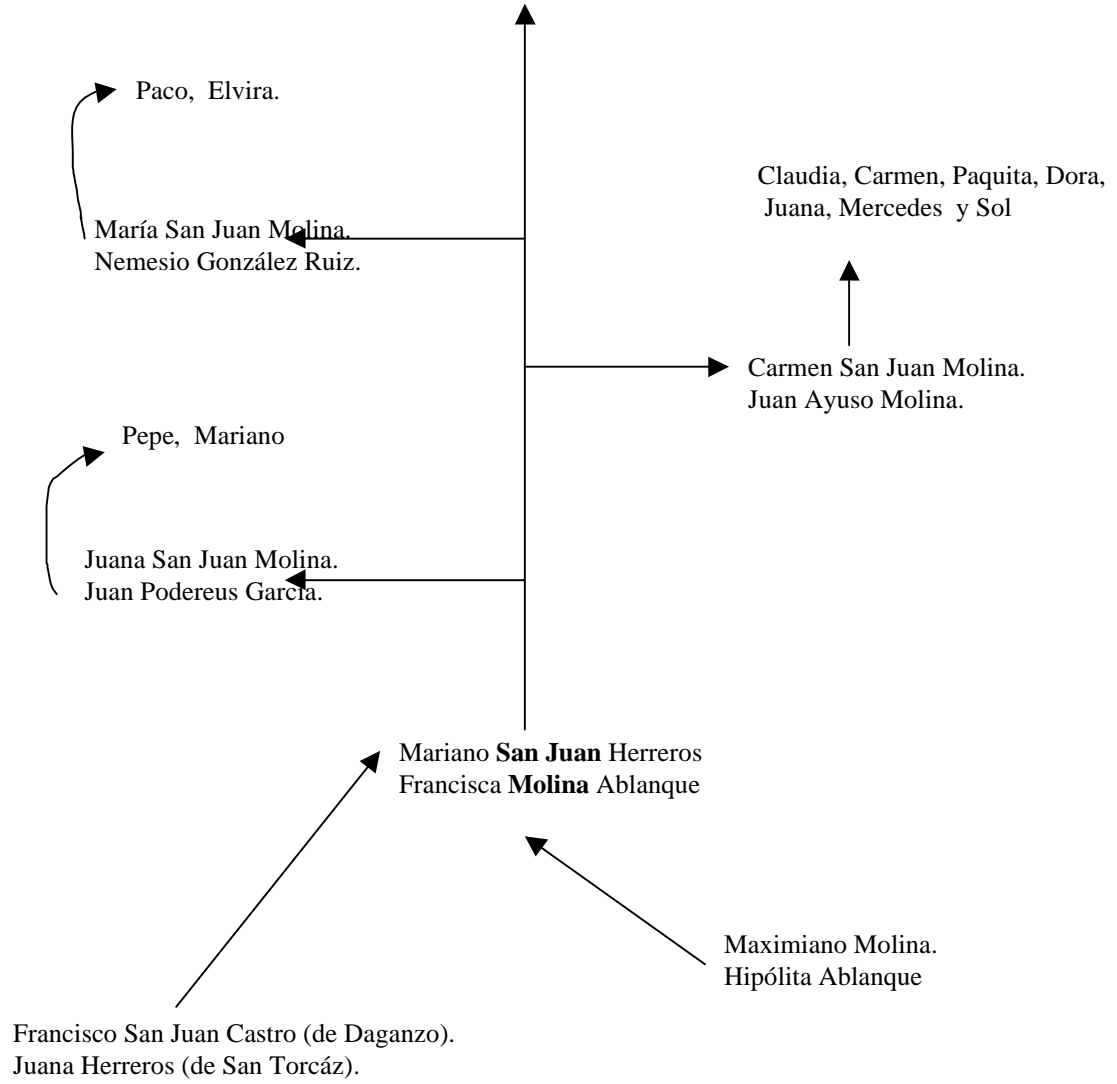 Paco,  Elvira.
Claudia, Carmen, Paquita, Dora,
Juana, Mercedes  y Sol
María San Juan Molina.
Nemesio González Ruiz.
Carmen San Juan Molina.
Juan Ayuso Molina.
Pepe,  Mariano
Juana San Juan Molina.
Juan Podereus García.
Mariano San Juan Herreros
Francisca Molina Ablanque
Maximiano Molina.
Hipólita Ablanque
Francisco San Juan Castro (de Daganzo).
Juana Herreros (de San Torcáz).